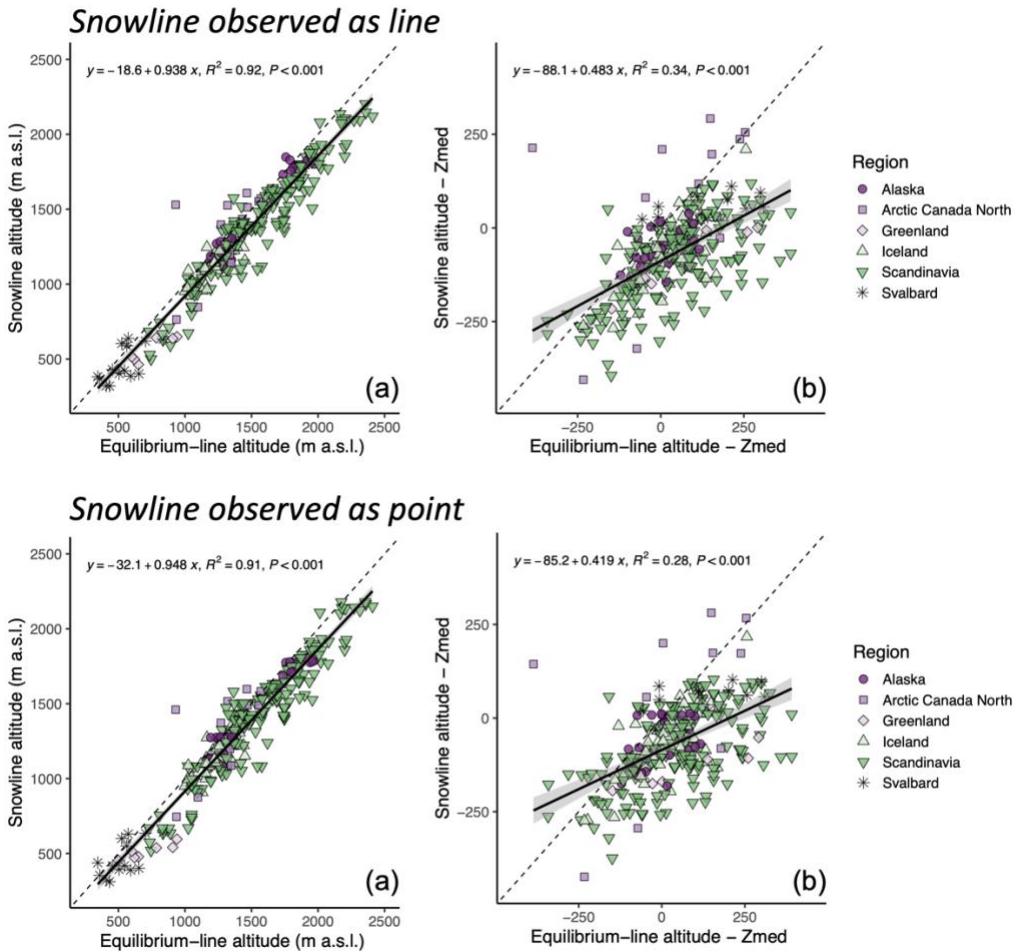 Snowline observed as line
y = −18.6 + 0.938 x, R² = 0.92, P < 0.001
2500
2000
1500
1000
500
Snowline altitude (m a.s.l.)
500 1000 1500 2000 2500
Equilibrium−line altitude (m a.s.l.)
(a)
y = −88.1 + 0.483 x, R² = 0.34, P < 0.001
250
0
−250
Snowline altitude − Zmed
−250 0 250
Equilibrium−line altitude − Zmed
(b)
Region
Alaska
Arctic Canada North
Greenland
Iceland
Scandinavia
Svalbard
Snowline observed as point
y = −32.1 + 0.948 x, R² = 0.91, P < 0.001
2500
2000
1500
1000
500
Snowline altitude (m a.s.l.)
500 1000 1500 2000 2500
Equilibrium−line altitude (m a.s.l.)
(a)
y = −85.2 + 0.419 x, R² = 0.28, P < 0.001
250
0
−250
Snowline altitude − Zmed
−250 0 250
Equilibrium−line altitude − Zmed
(b)
Region
Alaska
Arctic Canada North
Greenland
Iceland
Scandinavia
Svalbard